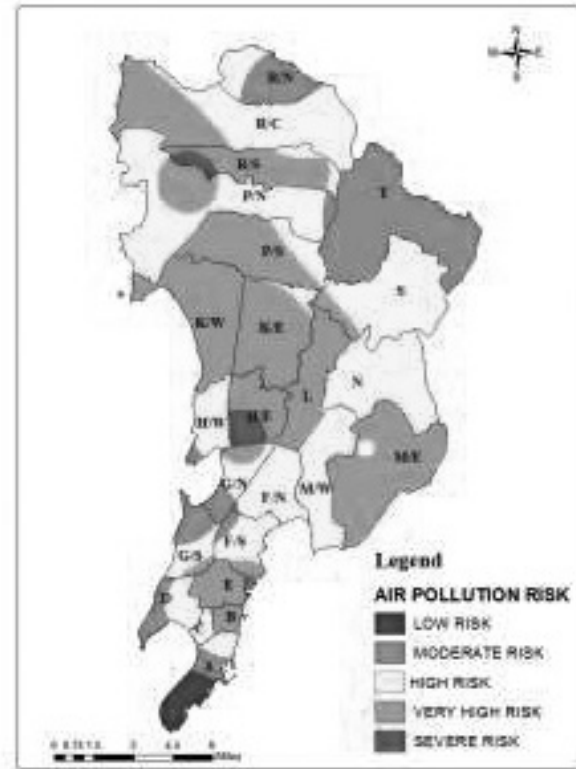 N
W E
S
R/N
R/C
R/S
P/N
T
P/S
S
K/W
K/E
N
L
H/W
H/E
M/E
G/N
F/N
M/W
F/S
G/S
E
D
B
C
A
Legend
AIR POLLUTION RISK
LOW RISK
MODERATE RISK
HIGH RISK
VERY HIGH RISK
SEVERE RISK